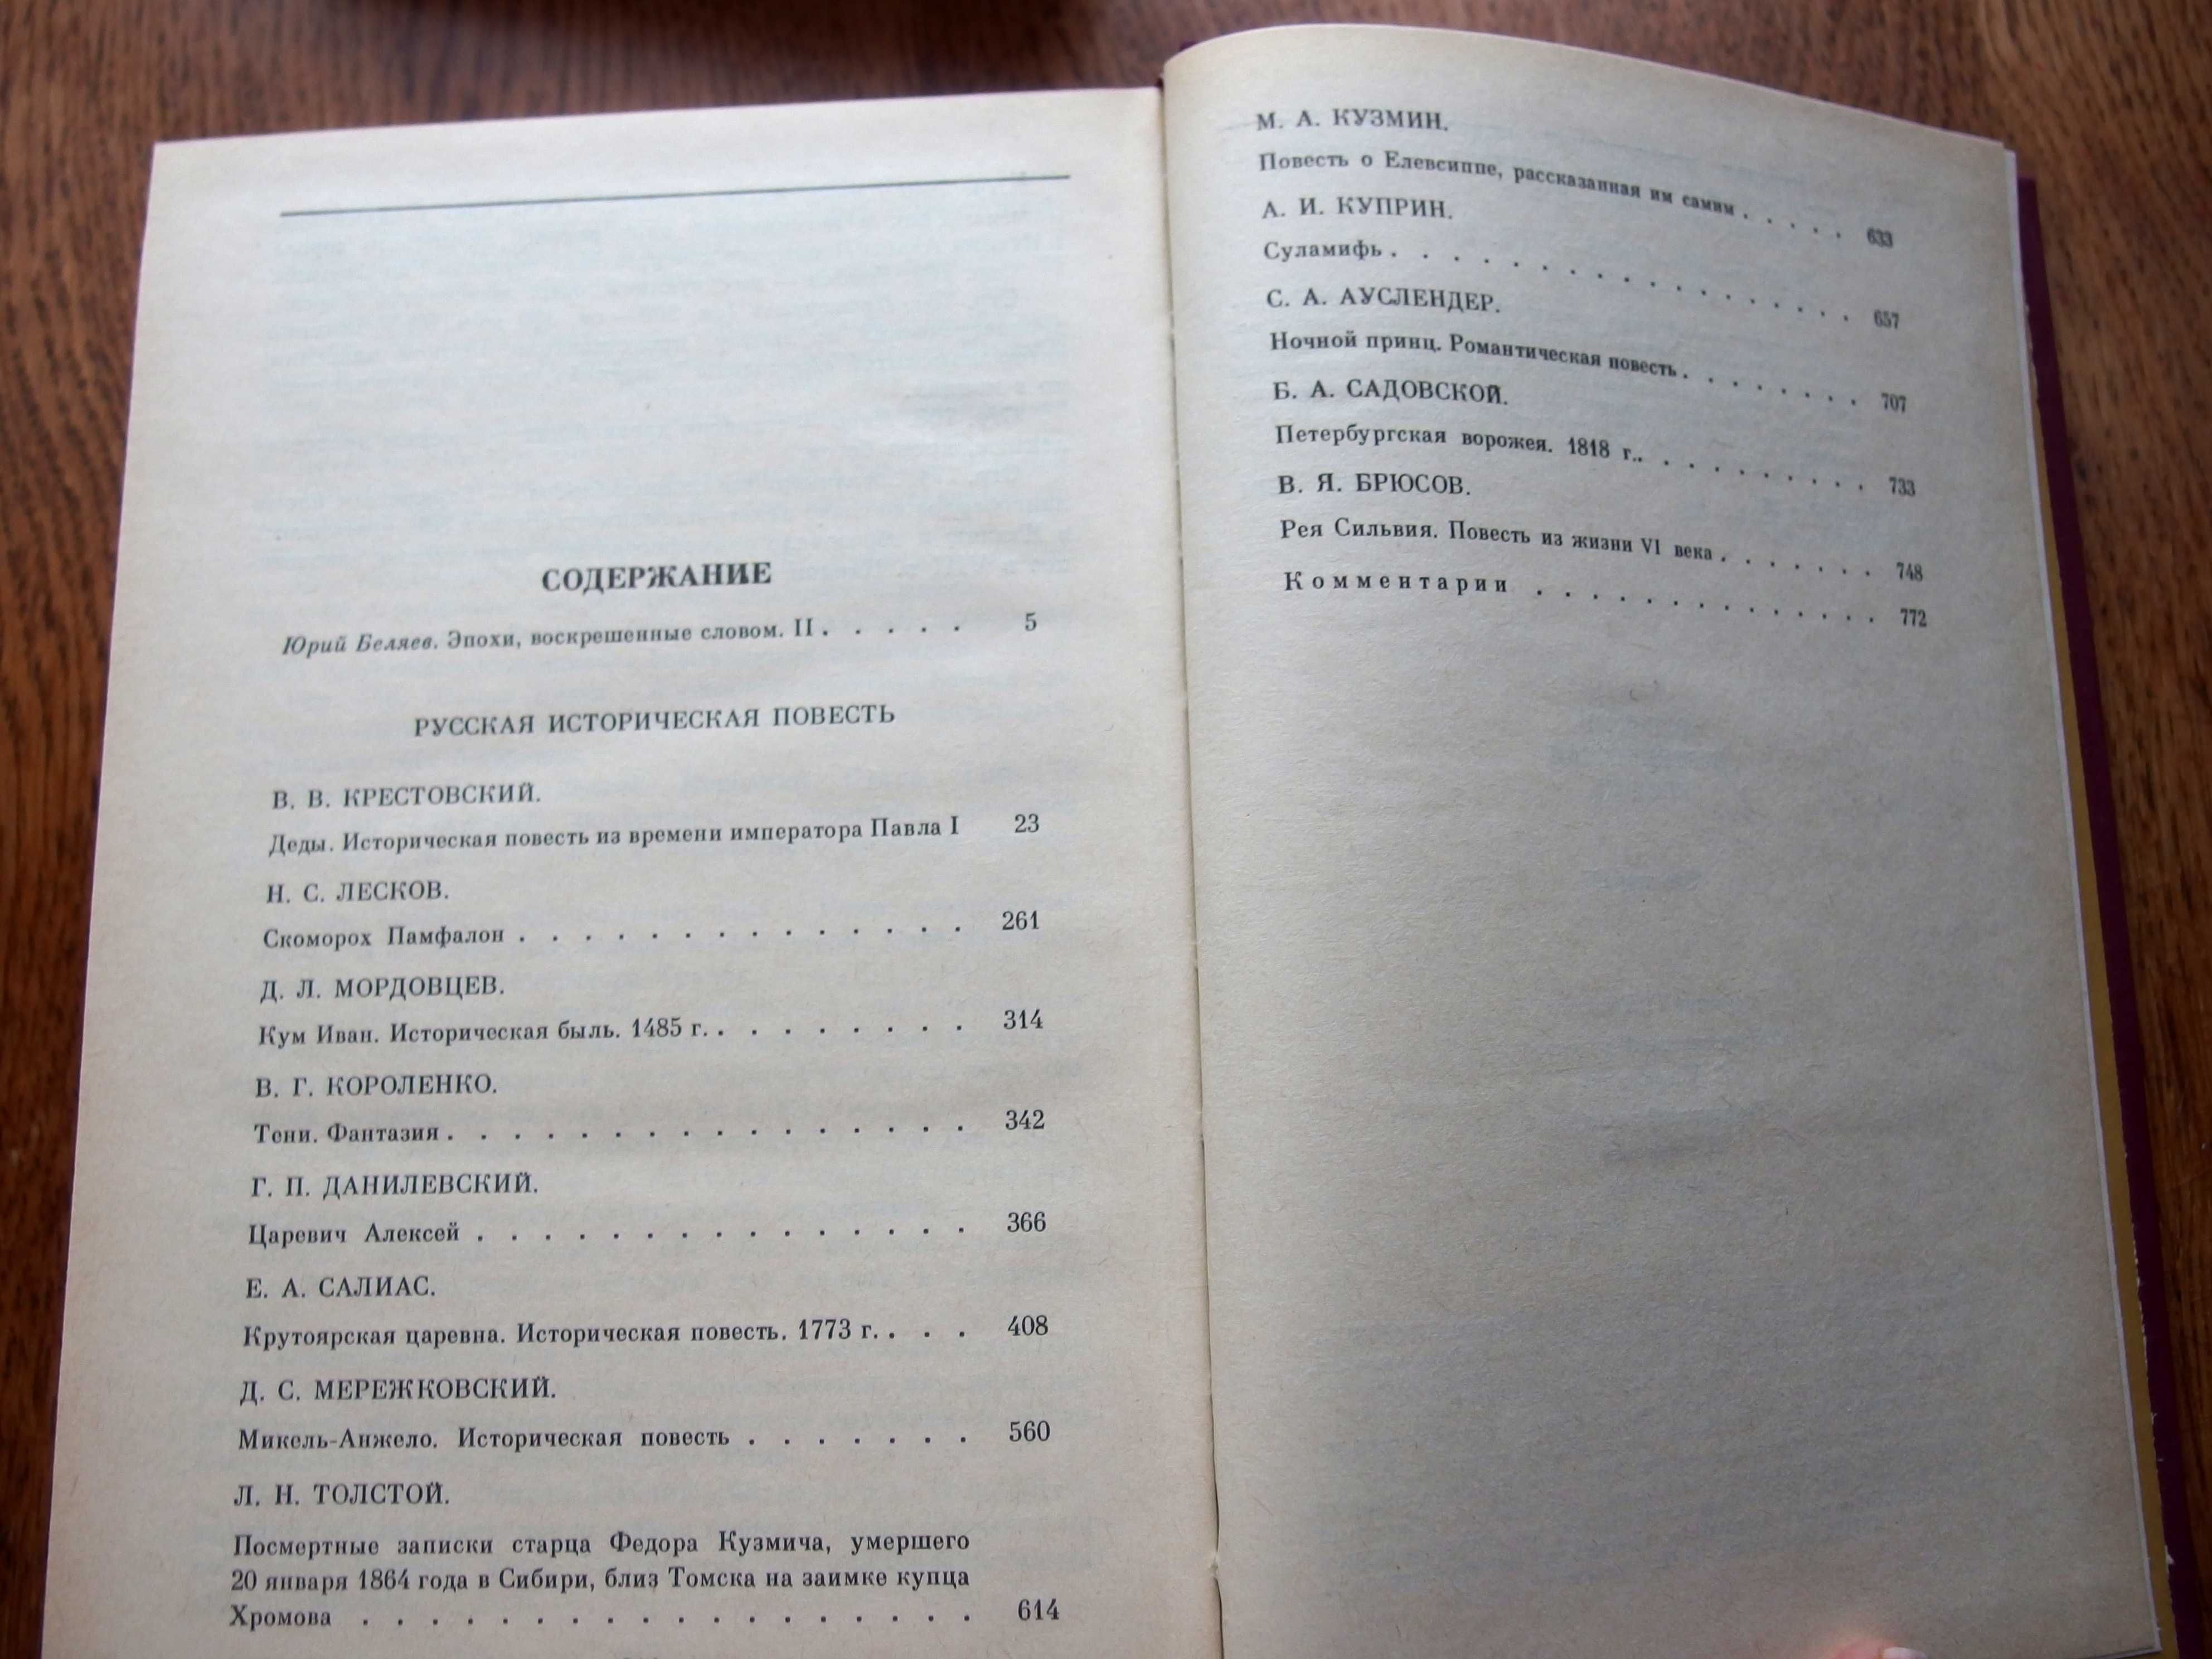 СОДЕРЖАНИЕ
Юрий Беляев. Эпохи, воскрешенные словом. II . . . . . 5
РУССКАЯ ИСТОРИЧЕСКАЯ ПОВЕСТЬ
В. В. КРЕСТОВСКИЙ.
Деды. Историческая повесть из времени императора Павла I 23
Н. С. ЛЕСКОВ.
Скоморох Памфалон . . . . . . . . . . . . . . 261
Д. Л. МОРДОВЦЕВ.
Кум Иван. Историческая быль. 1485 г. . . . . . . . . 314
В. Г. КОРОЛЕНКО.
Тени. Фантазия . . . . . . . . . . . . . . . . 342
Г. П. ДАНИЛЕВСКИЙ.
Царевич Алексей . . . . . . . . . . . . . . . 366
Е. А. САЛИАС.
Крутоярская царевна. Историческая повесть. 1773 г. . . . 408
Д. С. МЕРЕЖКОВСКИЙ.
Микель-Анжело. Историческая повесть . . . . . . . 560
Л. Н. ТОЛСТОЙ.
Посмертные записки старца Федора Кузмича, умершего
20 января 1864 года в Сибири, близ Томска на заимке купца
Хромова . . . . . . . . . . . . . . . . . . 614
М. А. КУЗМИН.
Повесть о Елевсиппе, рассказанная им самим . . . . . 633
А. И. КУПРИН.
Суламифь . . . . . . . . . . . . . . . . . 657
С. А. АУСЛЕНДЕР.
Ночной принц. Романтическая повесть . . . . . . . . 707
Б. А. САДОВСКОЙ.
Петербургская ворожея. 1818 г. . . . . . . . . . 733
В. Я. БРЮСОВ.
Рея Сильвия. Повесть из жизни VI века . . . . . . . 748
Комментарии . . . . . . . . . . . . . 772